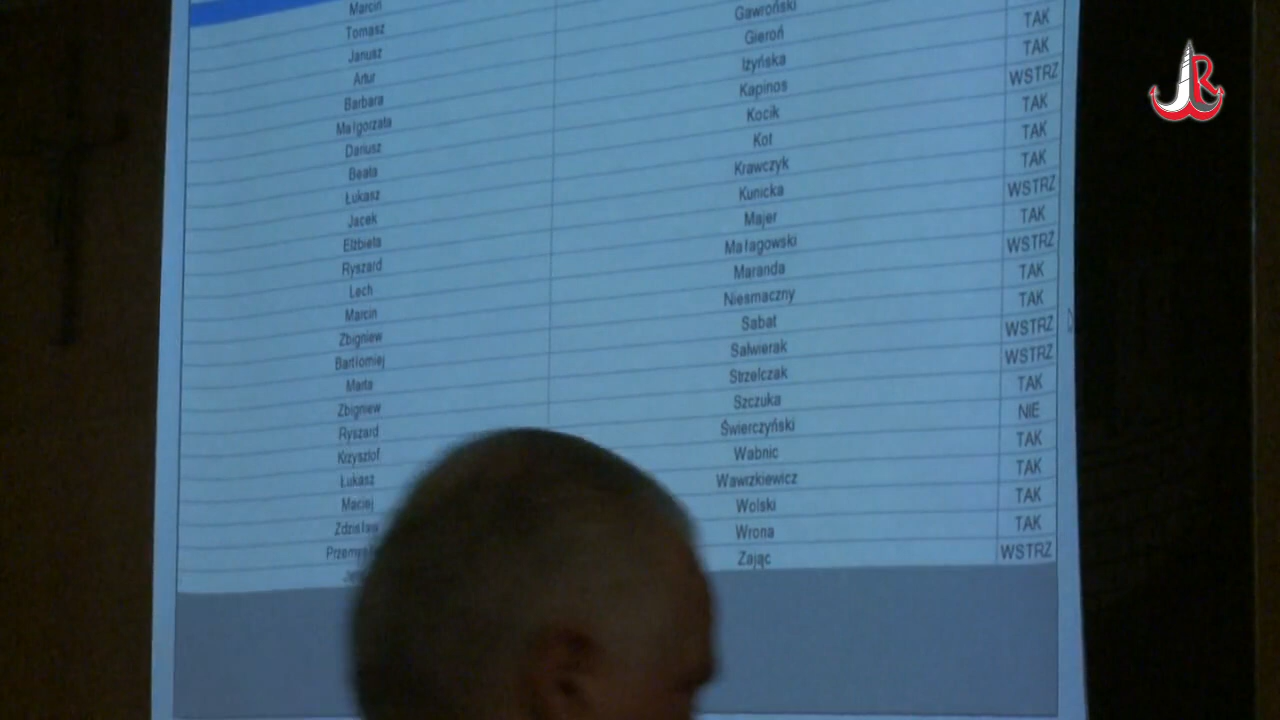 Marcin
Tomasz
Janusz
Artur Gawroński
Barbara Gieroń
Małgorzata Iżyńska TAK
Dariusz Kapinos TAK
Beata Kocik WSTRZ
Łukasz Kot TAK
Jacek Krawczyk TAK
Elżbieta Kunicka TAK
Ryszard Majer WSTRZ
Lech Małagowski TAK
Marcin Maranda WSTRZ
Zbigniew Niesmaczny TAK
Bartłomiej Sabat TAK
Marta Salwierak WSTRZ
Zbigniew Strzelczak WSTRZ
Ryszard Szczuka TAK
Krzysztof Świerczyński NIE
Łukasz Wabnic TAK
Maciej Wawrzkiewicz TAK
Zdzisław Wolski TAK
Wrona TAK
Zając WSTRZ